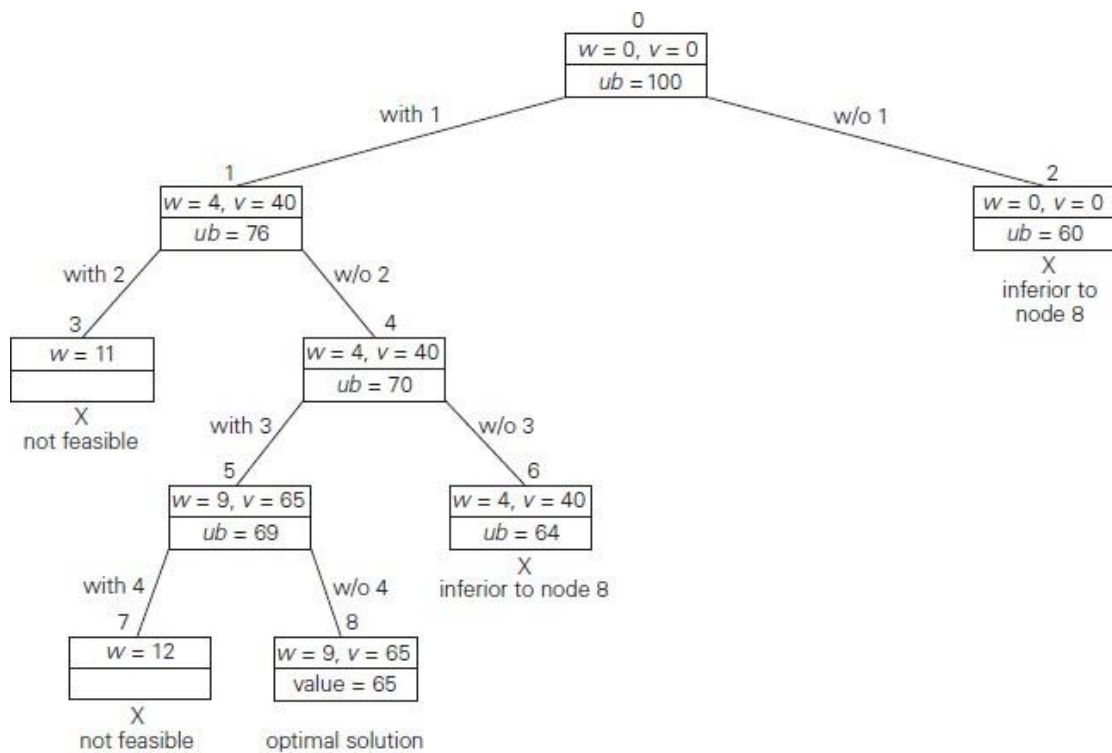 0
w = 0, v = 0
ub = 100
with 1
w/o 1
1
2
w = 4, v = 40
w = 0, v = 0
ub = 76
ub = 60
X
inferior to
node 8
with 2
w/o 2
3
4
w = 11
w = 4, v = 40
ub = 70
X
not feasible
with 3
w/o 3
5
6
w = 9, v = 65
w = 4, v = 40
ub = 69
ub = 64
X
inferior to node 8
with 4
w/o 4
7
8
w = 12
w = 9, v = 65
value = 65
X
not feasible
optimal solution